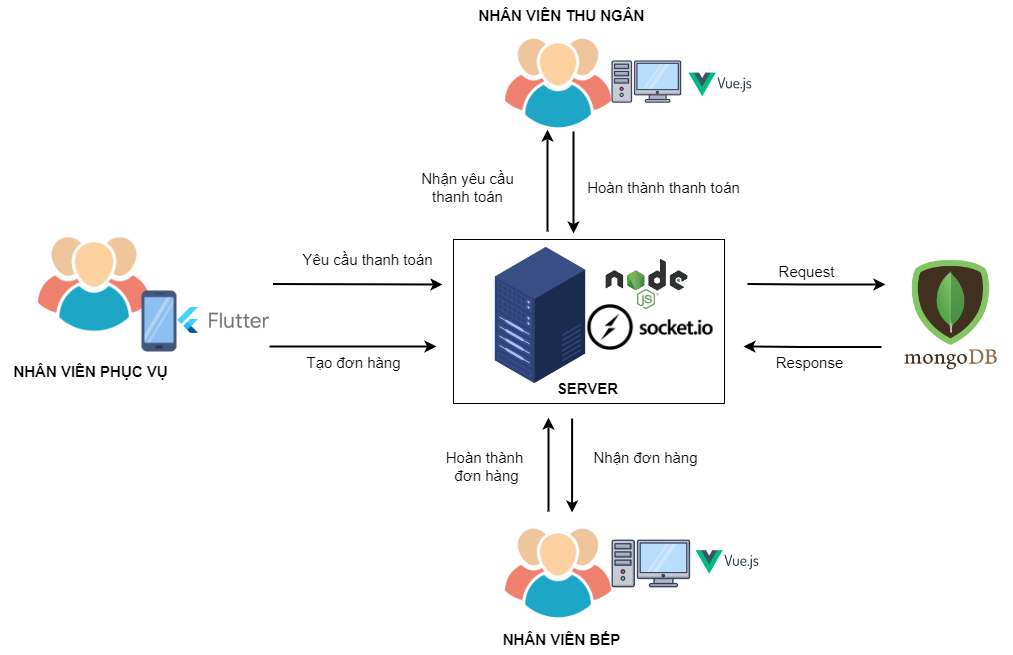 NHÂN VIÊN THU NGÂN
Vue.js
Nhận yêu cầu
thanh toán
Hoàn thành thanh toán
Yêu cầu thanh toán
Flutter
Tạo đơn hàng
NHÂN VIÊN PHỤC VỤ
node
JS
socket.io
SERVER
Request
Response
mongoDB
Hoàn thành
đơn hàng
Nhận đơn hàng
Vue.js
NHÂN VIÊN BẾP